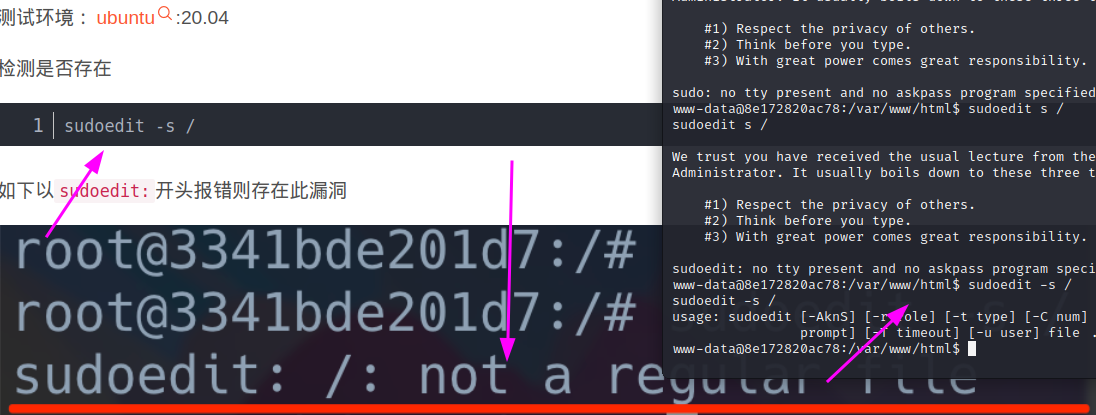 测试环境：ubuntu:20.04
检测是否存在
1 sudoedit -s /
如下以 sudoedit: 开头报错则存在此漏洞
root@3341bde201d7:/#
root@3341bde201d7:/#
sudoedit: /: not a regular file
#1) Respect the privacy of others.
#2) Think before you type.
#3) With great power comes great responsibility.
sudo: no tty present and no askpass program specified
www-data@8e172820ac78:/var/www/html$ sudoedit s /
sudoedit s /
We trust you have received the usual lecture from the
Administrator. It usually boils down to these three t
#1) Respect the privacy of others.
#2) Think before you type.
#3) With great power comes great responsibility.
sudoedit: no tty present and no askpass program speci
www-data@8e172820ac78:/var/www/html$ sudoedit -s /
sudoedit -s /
usage: sudoedit [-AknS] [-r role] [-t type] [-C num]
prompt] [-T timeout] [-u user] file .
www-data@8e172820ac78:/var/www/html$